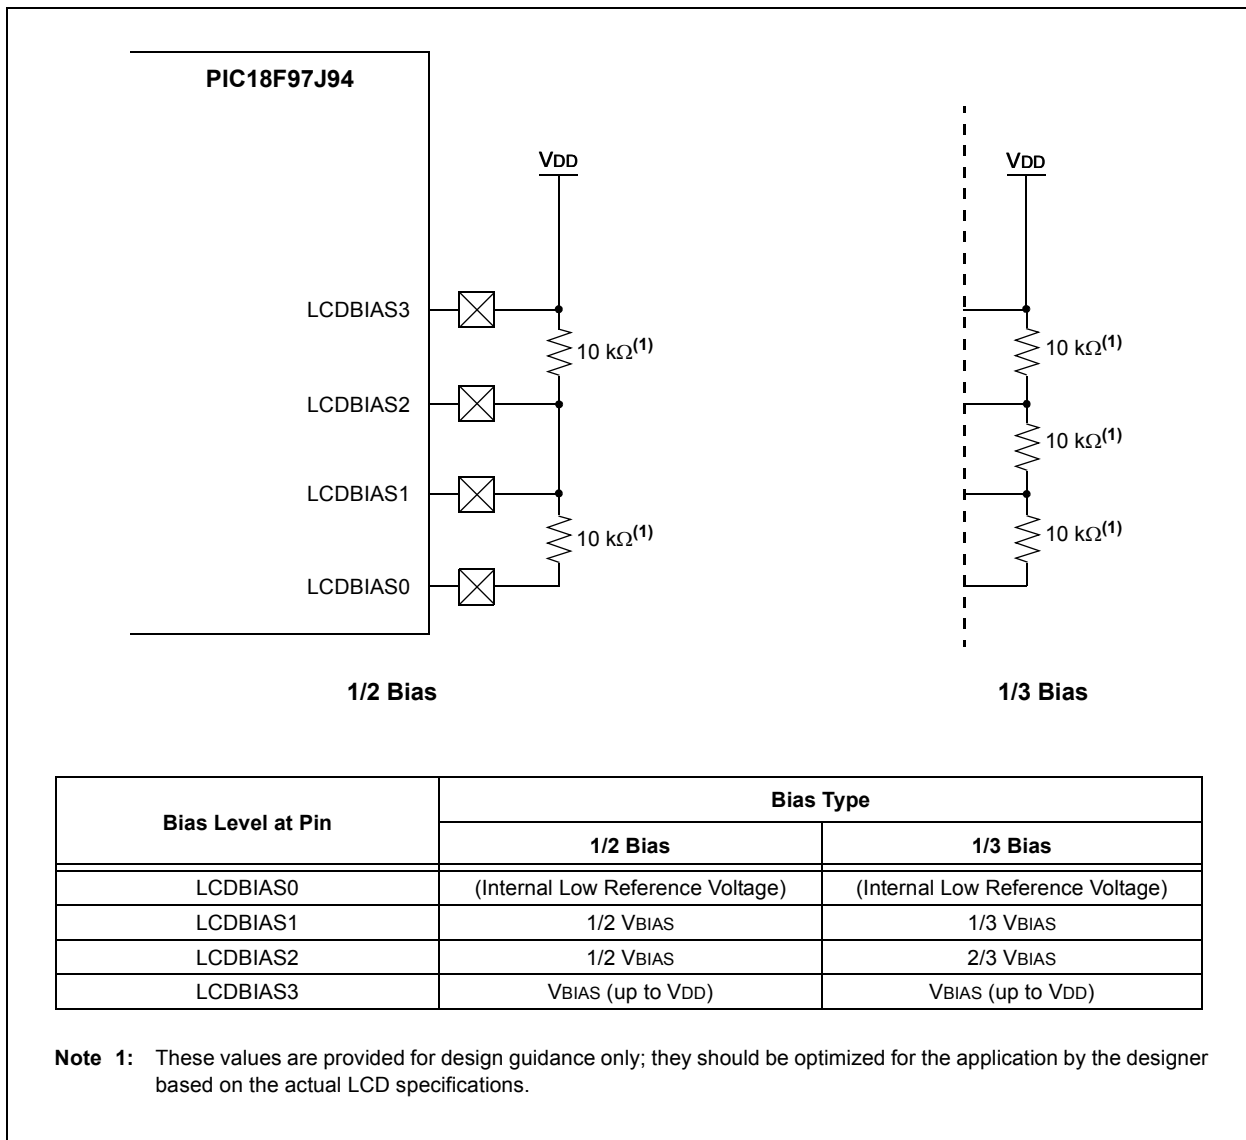 PIC18F97J94
VDD
VDD
LCDBIAS3
10 kΩ(1)
10 kΩ(1)
LCDBIAS2
10 kΩ(1)
LCDBIAS1
10 kΩ(1)
10 kΩ(1)
LCDBIAS0
1/2 Bias
1/3 Bias
Bias Level at Pin
Bias Type
1/2 Bias
1/3 Bias
LCDBIAS0 (Internal Low Reference Voltage) (Internal Low Reference Voltage)
LCDBIAS1 1/2 VBIAS 1/3 VBIAS
LCDBIAS2 1/2 VBIAS 2/3 VBIAS
LCDBIAS3 VBIAS (up to VDD) VBIAS (up to VDD)
Note 1: These values are provided for design guidance only; they should be optimized for the application by the designer
based on the actual LCD specifications.